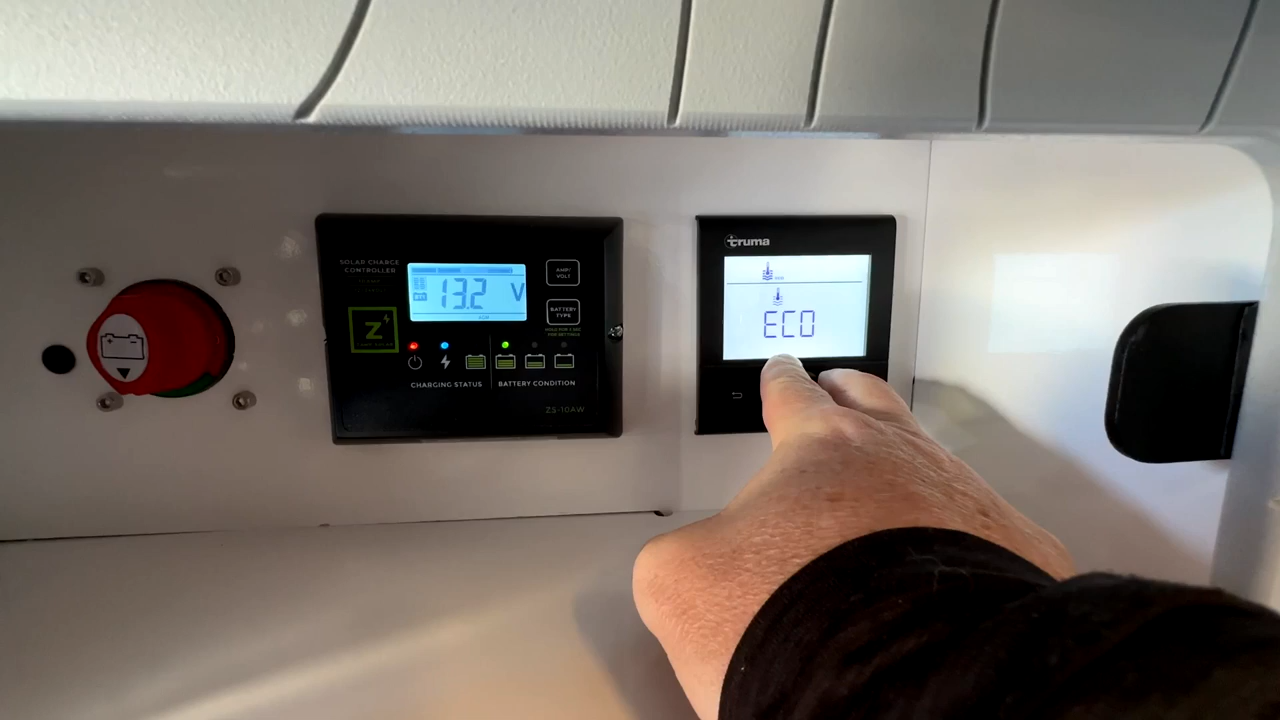 SOLAR CHARGE
CONTROLLER
Z
13.2 V
AMP/
VOLT
BATTERY
TYPE
CHARGING STATUS
BATTERY CONDITION
ZS-10AW
truma
ECO